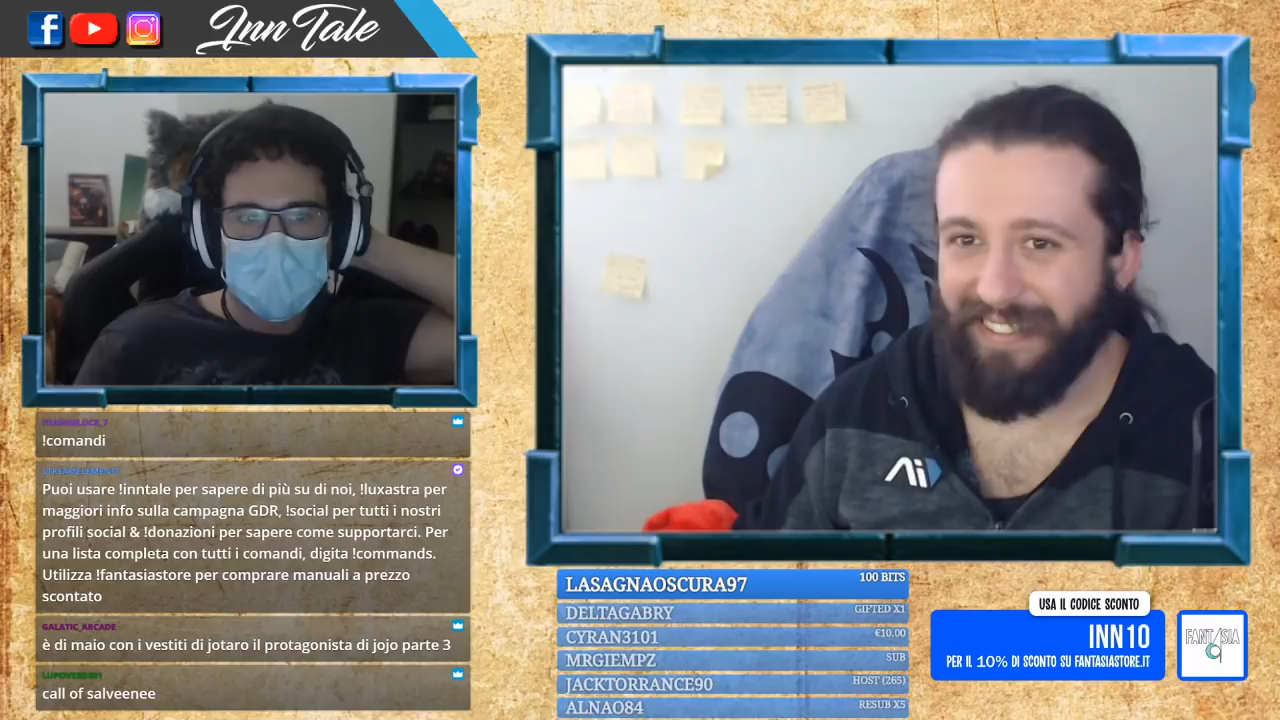 Inn Tale
!comandi
STREAMELEMENTS
Puoi usare !inntale per sapere di più su di noi, !luxastra per
maggiori info sulla campagna GDR, !social per tutti i nostri
profili social & !donazioni per sapere come supportarci. Per
una lista completa con tutti i comandi, digita !commands.
Utilizza !fantasiastore per comprare manuali a prezzo
scontato
GALATIC_ARCADE
è di maio con i vestiti di jotaro il protagonista di jojo parte 3
call of salveenee
LASAGNAOSCURA97 100 BITS
DELTAGABRY GIFTED X1
CYRAN3101 €10.00
MRGIEMPZ SUB
JACKTORRANCE90 HOST (265)
ALNAO84 RESUB X5
USA IL CODICE SCONTO
INN10
PER IL 10% DI SCONTO SU FANTASIASTORE.IT
FANTASIA